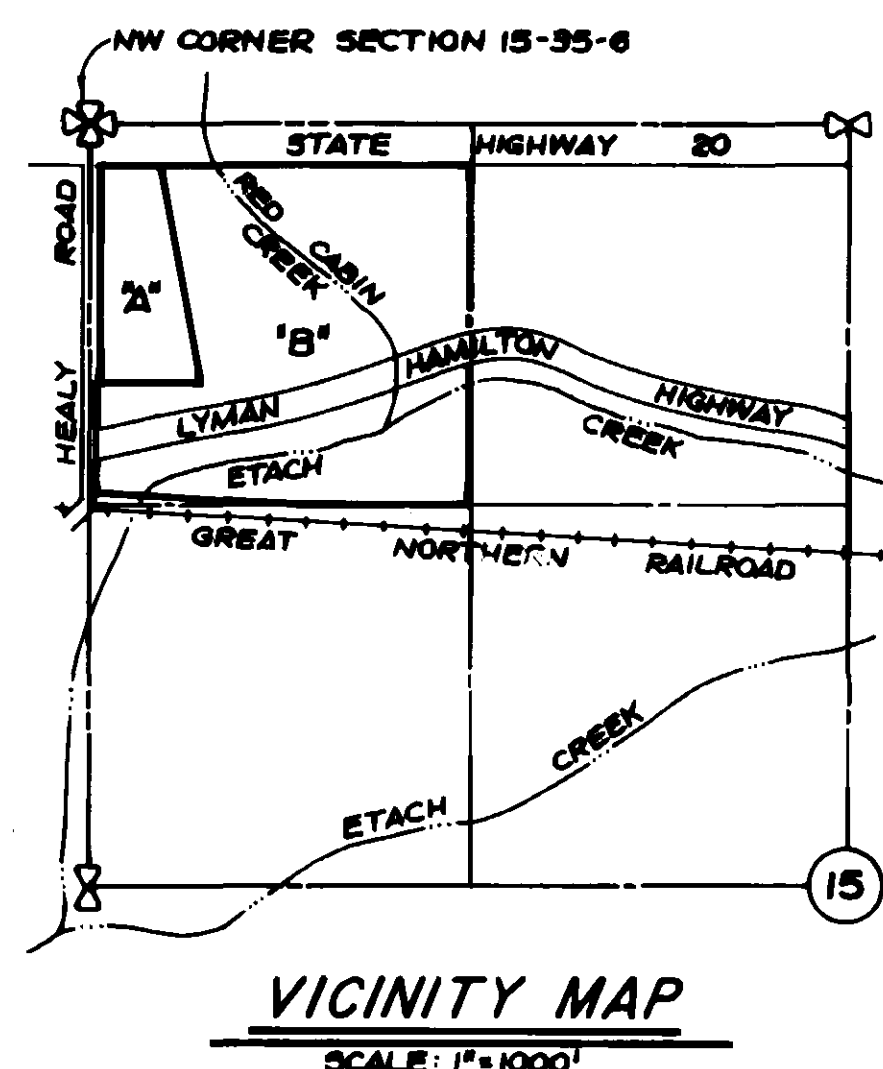 NW CORNER SECTION 15-35-6
STATE HIGHWAY 20
HEALY ROAD
RED CABIN
CREEK
"A"
"B"
LYMAN HAMILTON HIGHWAY
ETACH CREEK
GREAT NORTHERN RAILROAD
ETACH CREEK
15
VICINITY MAP
SCALE: 1"=1000'